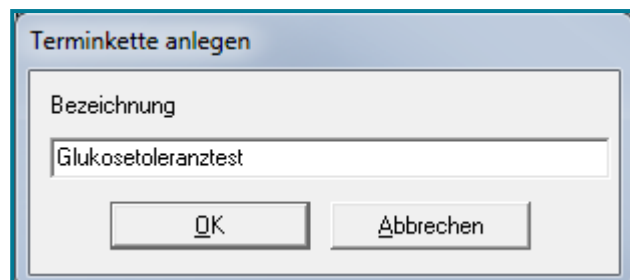 Terminkette anlegen
Bezeichnung
Glukosetoleranztest
OK Abbrechen